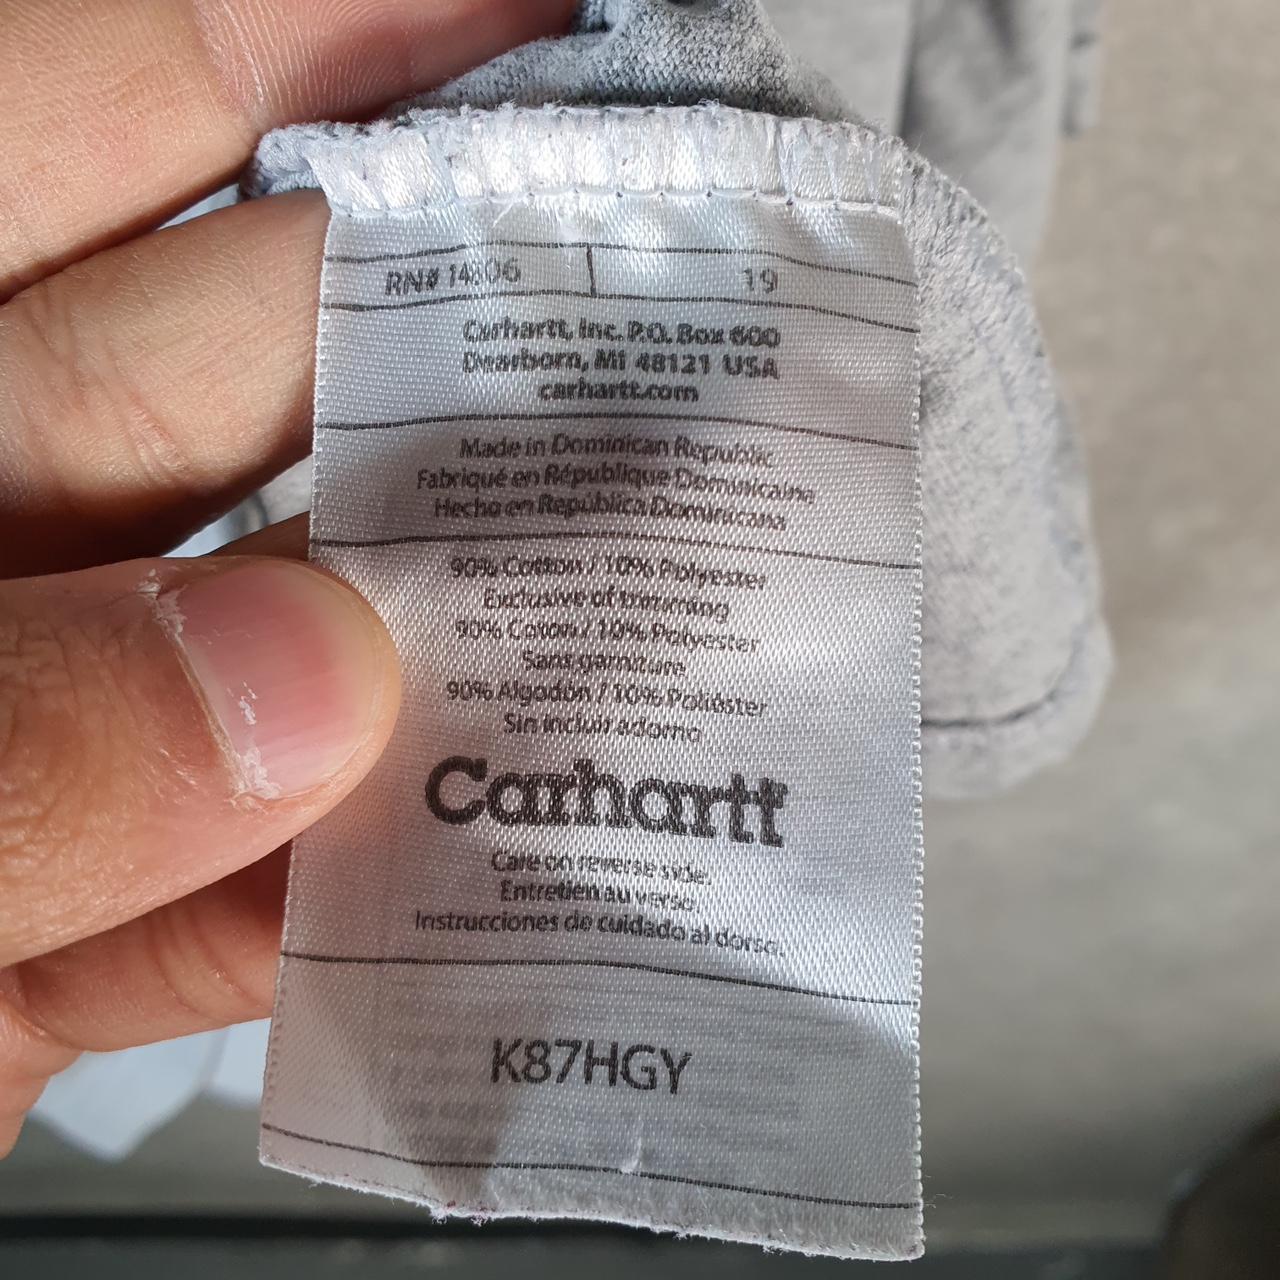 RN# 14806 19
Carhartt, Inc. P.O. Box 600
Dearborn, MI 48121 USA
carhartt.com
Made in Dominican Republic
Fabriqué en République Dominicaine
Hecho en República Dominicana
90% Cotton / 10% Polyester
Exclusive of trimming
90% Coton / 10% Polyester
Sans garniture
90% Algodón / 10% Poliéster
Sin incluir adorno
Carhartt
Care on reverse side.
Entretien au verso.
Instrucciones de cuidado al dorso.
K87HGY